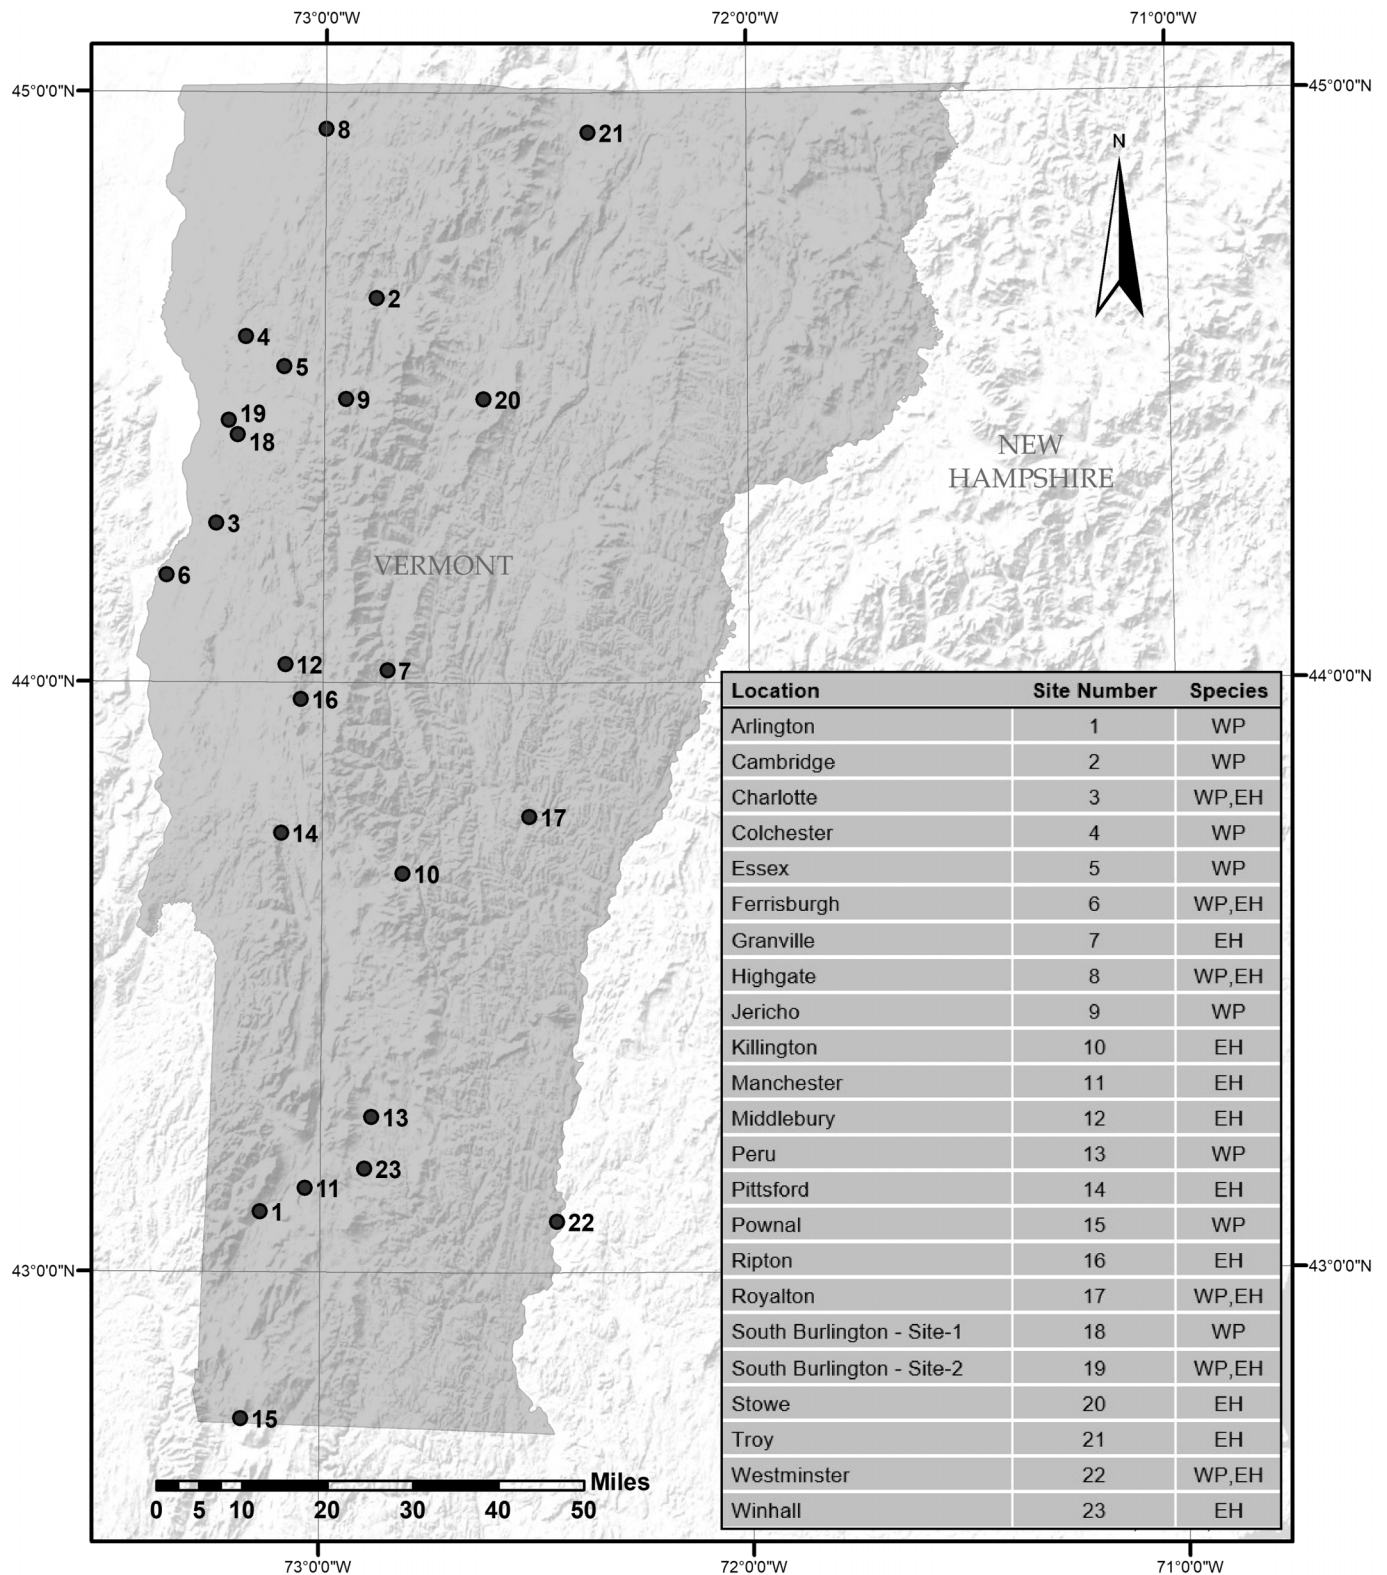 73°0'0"W 72°0'0"W 71°0'0"W
45°0'0"N 45°0'0"N
8 21
N
2
4
5
9 20
19
18
NEW
HAMPSHIRE
3
VERMONT
6
12 7
44°0'0"N 44°0'0"N
16
17
14
10
13
23
11
1
22
43°0'0"N 43°0'0"N
15
Miles
0 5 10 20 30 40 50
Location Site Number Species
Arlington 1 WP
Cambridge 2 WP
Charlotte 3 WP,EH
Colchester 4 WP
Essex 5 WP
Ferrisburgh 6 WP,EH
Granville 7 EH
Highgate 8 WP,EH
Jericho 9 WP
Killington 10 EH
Manchester 11 EH
Middlebury 12 EH
Peru 13 WP
Pittsford 14 EH
Pownal 15 WP
Ripton 16 EH
Royalton 17 WP,EH
South Burlington - Site-1 18 WP
South Burlington - Site-2 19 WP,EH
Stowe 20 EH
Troy 21 EH
Westminster 22 WP,EH
Winhall 23 EH
73°0'0"W 72°0'0"W 71°0'0"W